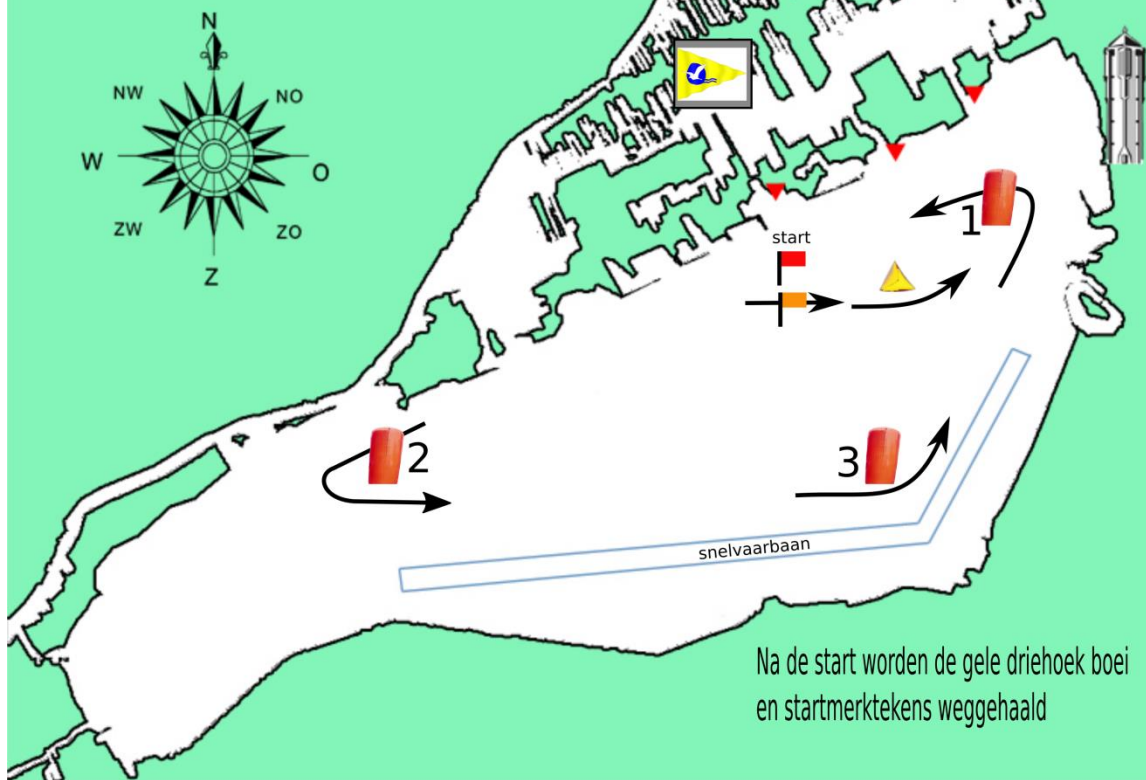 N
NW
NO
W
O
ZW
ZO
Z
1
start
2
3
snelvaarbaan
Na de start worden de gele driehoek boei
en startmerktekens weggehaald